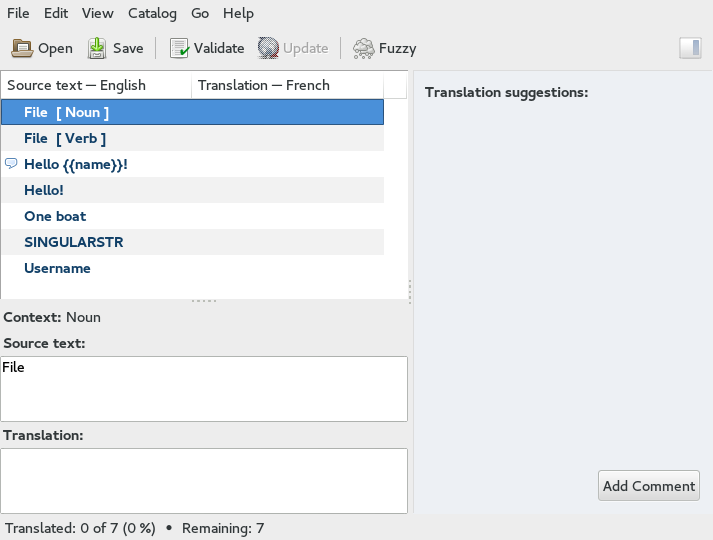 File Edit View Catalog Go Help
Open Save Validate Update Fuzzy
Source text — English Translation — French
File [ Noun ]
File [ Verb ]
Hello {{name}}!
Hello!
One boat
SINGULARSTR
Username
Context: Noun
Source text:
File
Translation:
Translation suggestions:
Add Comment
Translated: 0 of 7 (0 %) • Remaining: 7